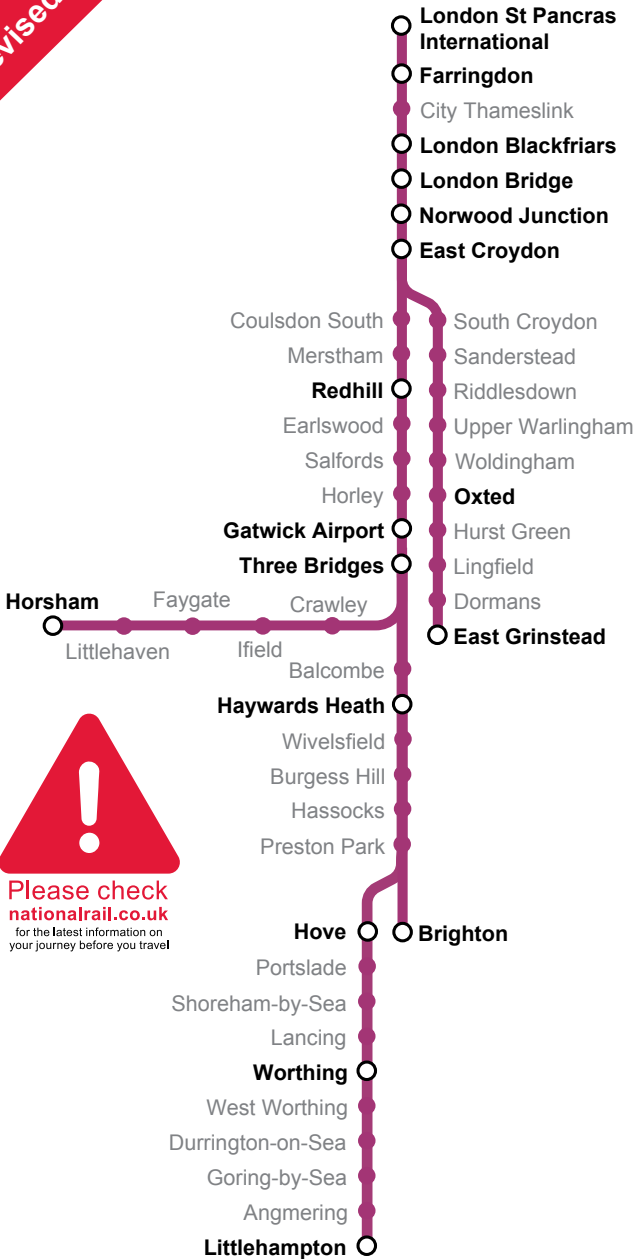 London St Pancras
International
Farringdon
City Thameslink
London Blackfriars
London Bridge
Norwood Junction
East Croydon
Coulsdon South
South Croydon
Merstham
Sanderstead
Redhill
Riddlesdown
Earlswood
Upper Warlingham
Salfords
Woldingham
Horley
Oxted
Gatwick Airport
Hurst Green
Three Bridges
Lingfield
Horsham
Faygate
Crawley
Dormans
Littlehaven
Ifield
East Grinstead
Balcombe
Haywards Heath
Wivelsfield
Burgess Hill
Hassocks
Preston Park
Please check
nationalrail.co.uk
for the latest information on
your journey before you travel
Hove
Brighton
Portslade
Shoreham-by-Sea
Lancing
Worthing
West Worthing
Durrington-on-Sea
Goring-by-Sea
Angmering
Littlehampton